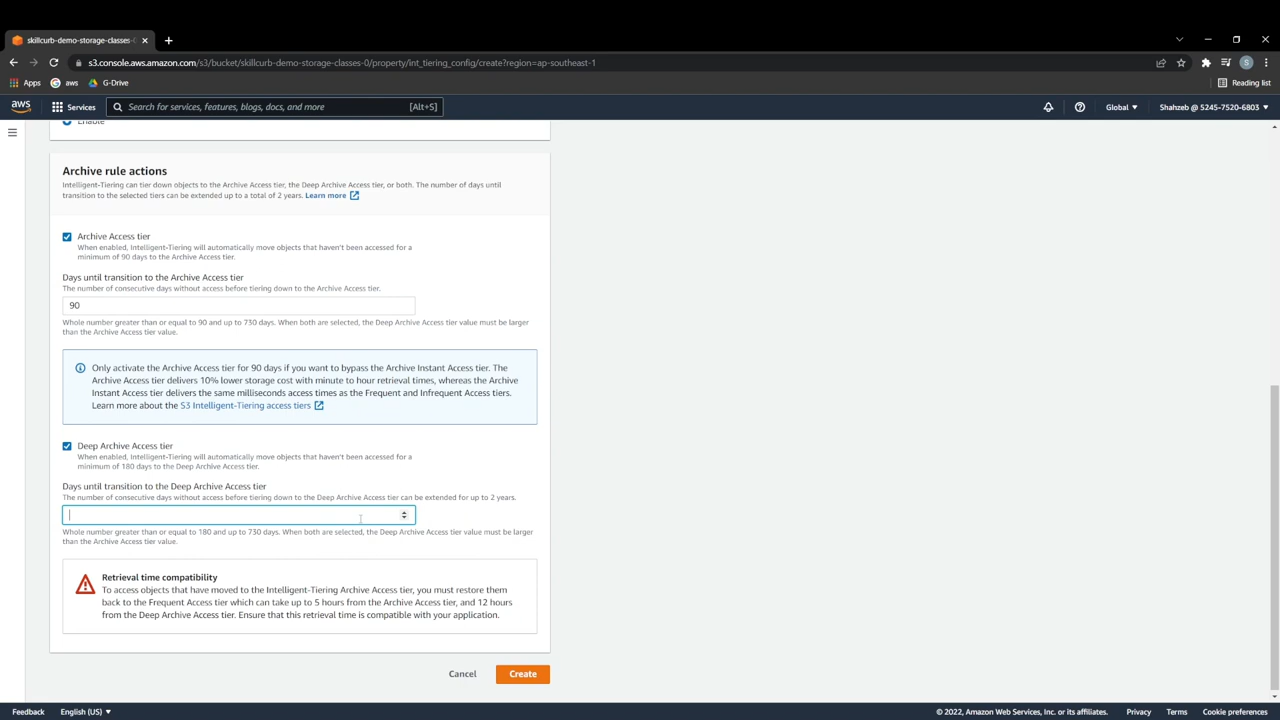 skillcurb-demo-storage-classes-
s3.console.aws.amazon.com/s3/bucket/skillcurb-demo-storage-classes-0/property/int_tiering_config/create?region=ap-southeast-1
S
Apps
aws
G-Drive
Reading list
aws
Services
Search for services, features, blogs, docs, and more
[Alt+S]
Global
Shahzeb @ 5245-7520-6803
Enable
Archive rule actions
Intelligent-Tiering can tier down objects to the Archive Access tier, the Deep Archive Access tier, or both. The number of days until
transition to the selected tiers can be extended up to a total of 2 years. Learn more
Archive Access tier
When enabled, Intelligent-Tiering will automatically move objects that haven't been accessed for a
minimum of 90 days to the Archive Access tier.
Days until transition to the Archive Access tier
The number of consecutive days without access before tiering down to the Archive Access tier.
90
Whole number greater than or equal to 90 and up to 730 days. When both are selected, the Deep Archive Access tier value must be larger
than the Archive Access tier value.
Only activate the Archive Access tier for 90 days if you want to bypass the Archive Instant Access tier. The
Archive Access tier delivers 10% lower storage cost with minute to hour retrieval times, whereas the Archive
Instant Access tier delivers the same milliseconds access times as the Frequent and Infrequent Access tiers.
Learn more about the S3 Intelligent-Tiering access tiers
Deep Archive Access tier
When enabled, Intelligent-Tiering will automatically move objects that haven't been accessed for a
minimum of 180 days to the Deep Archive Access tier.
Days until transition to the Deep Archive Access tier
The number of consecutive days without access before tiering down to the Deep Archive Access tier can be extended for up to 2 years.
Whole number greater than or equal to 180 and up to 730 days. When both are selected, the Deep Archive Access tier value must be larger
than the Archive Access tier value.
Retrieval time compatibility
To access objects that have moved to the Intelligent-Tiering Archive Access tier, you must restore them
back to the Frequent Access tier which can take up to 5 hours from the Archive Access tier, and 12 hours
from the Deep Archive Access tier. Ensure that this retrieval time is compatible with your application.
Cancel
Create
Feedback
English (US)
© 2022, Amazon Web Services, Inc. or its affiliates.
Privacy
Terms
Cookie preferences